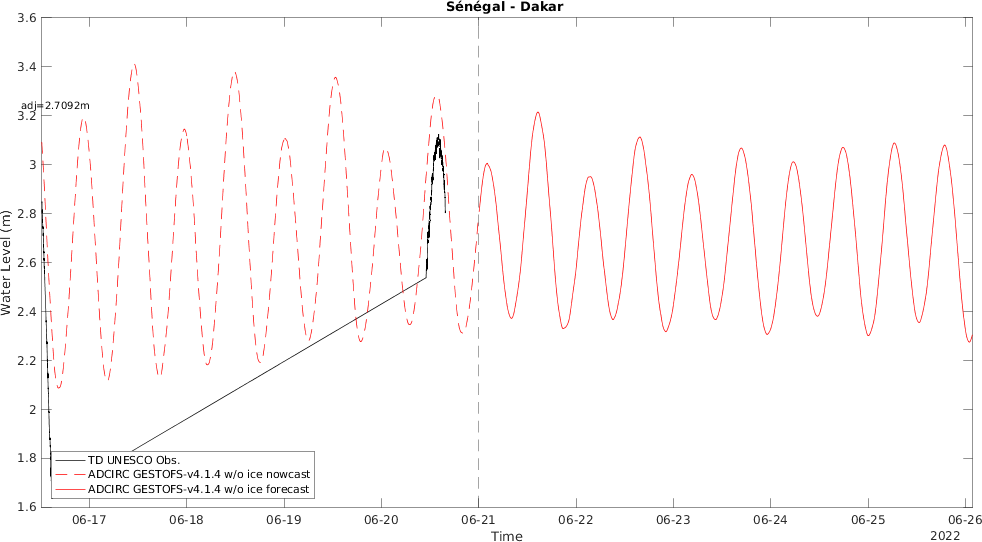 Sénégal - Dakar
3.6
3.4
adj=2.7092m
3.2
3
2.8
2.6
2.4
2.2
2
1.8
1.6
Water Level (m)
TD UNESCO Obs.
ADCIRC GESTOFS-v4.1.4 w/o ice nowcast
ADCIRC GESTOFS-v4.1.4 w/o ice forecast
06-17 06-18 06-19 06-20 06-21 06-22 06-23 06-24 06-25 06-26
Time
2022